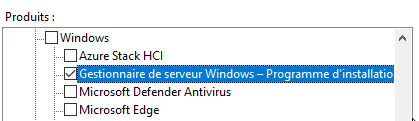 Produits :
Windows
Azure Stack HCI
Gestionnaire de serveur Windows – Programme d'installatio
Microsoft Defender Antivirus
Microsoft Edge